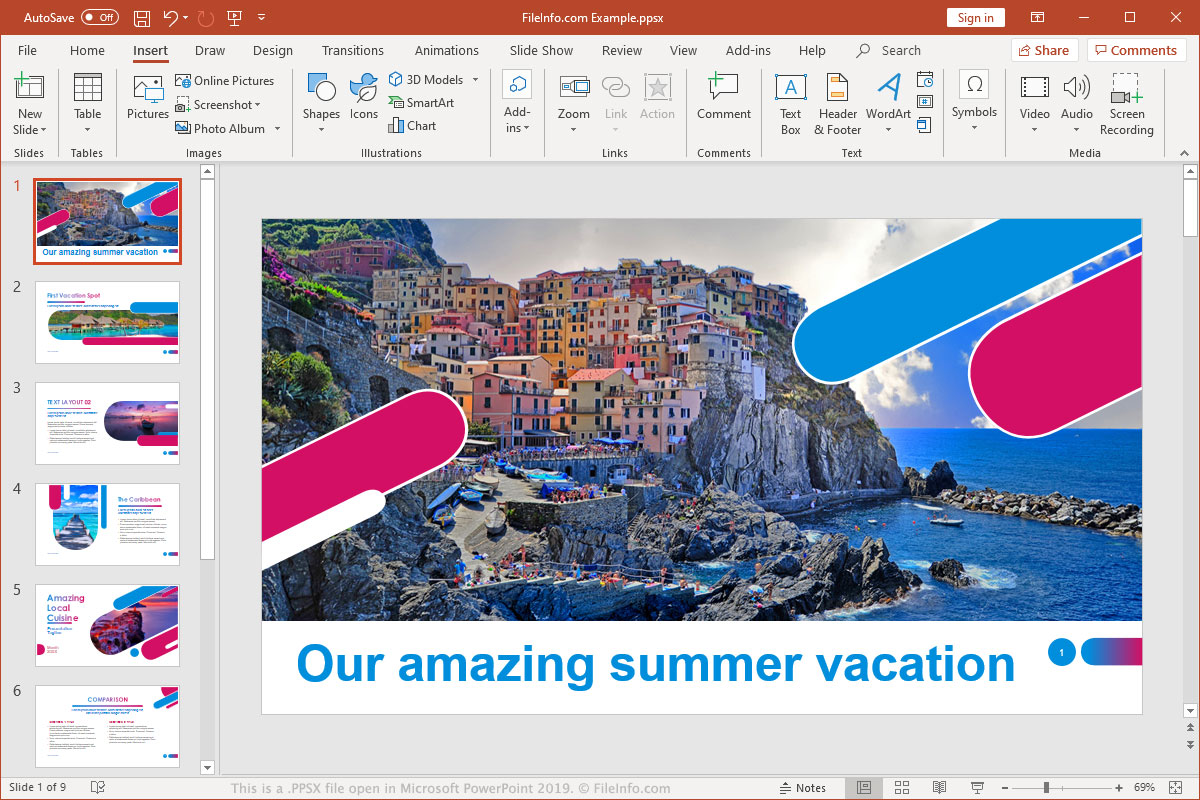 AutoSave Off FileInfo.com Example.ppsx Sign in
File Home Insert Draw Design Transitions Animations Slide Show Review View Add-ins Help Search Share Comments
New Slide Table Pictures Online Pictures Screenshot Photo Album Shapes Icons 3D Models SmartArt Chart Add-ins Zoom Link Action Comment Text Box Header & Footer WordArt Symbols Video Audio Screen Recording
Slides Tables Images Illustrations Links Comments Text Media
1
Our amazing summer vacation
2
First Vacation Spot
3
TEXT LAYOUT 02
4
The Caribbean
5
Amazing
Local
Cuisine
6
COMPARISON
Our amazing summer vacation
1
Slide 1 of 9 This is a .PPSX file open in Microsoft PowerPoint 2019. © FileInfo.com Notes 69%